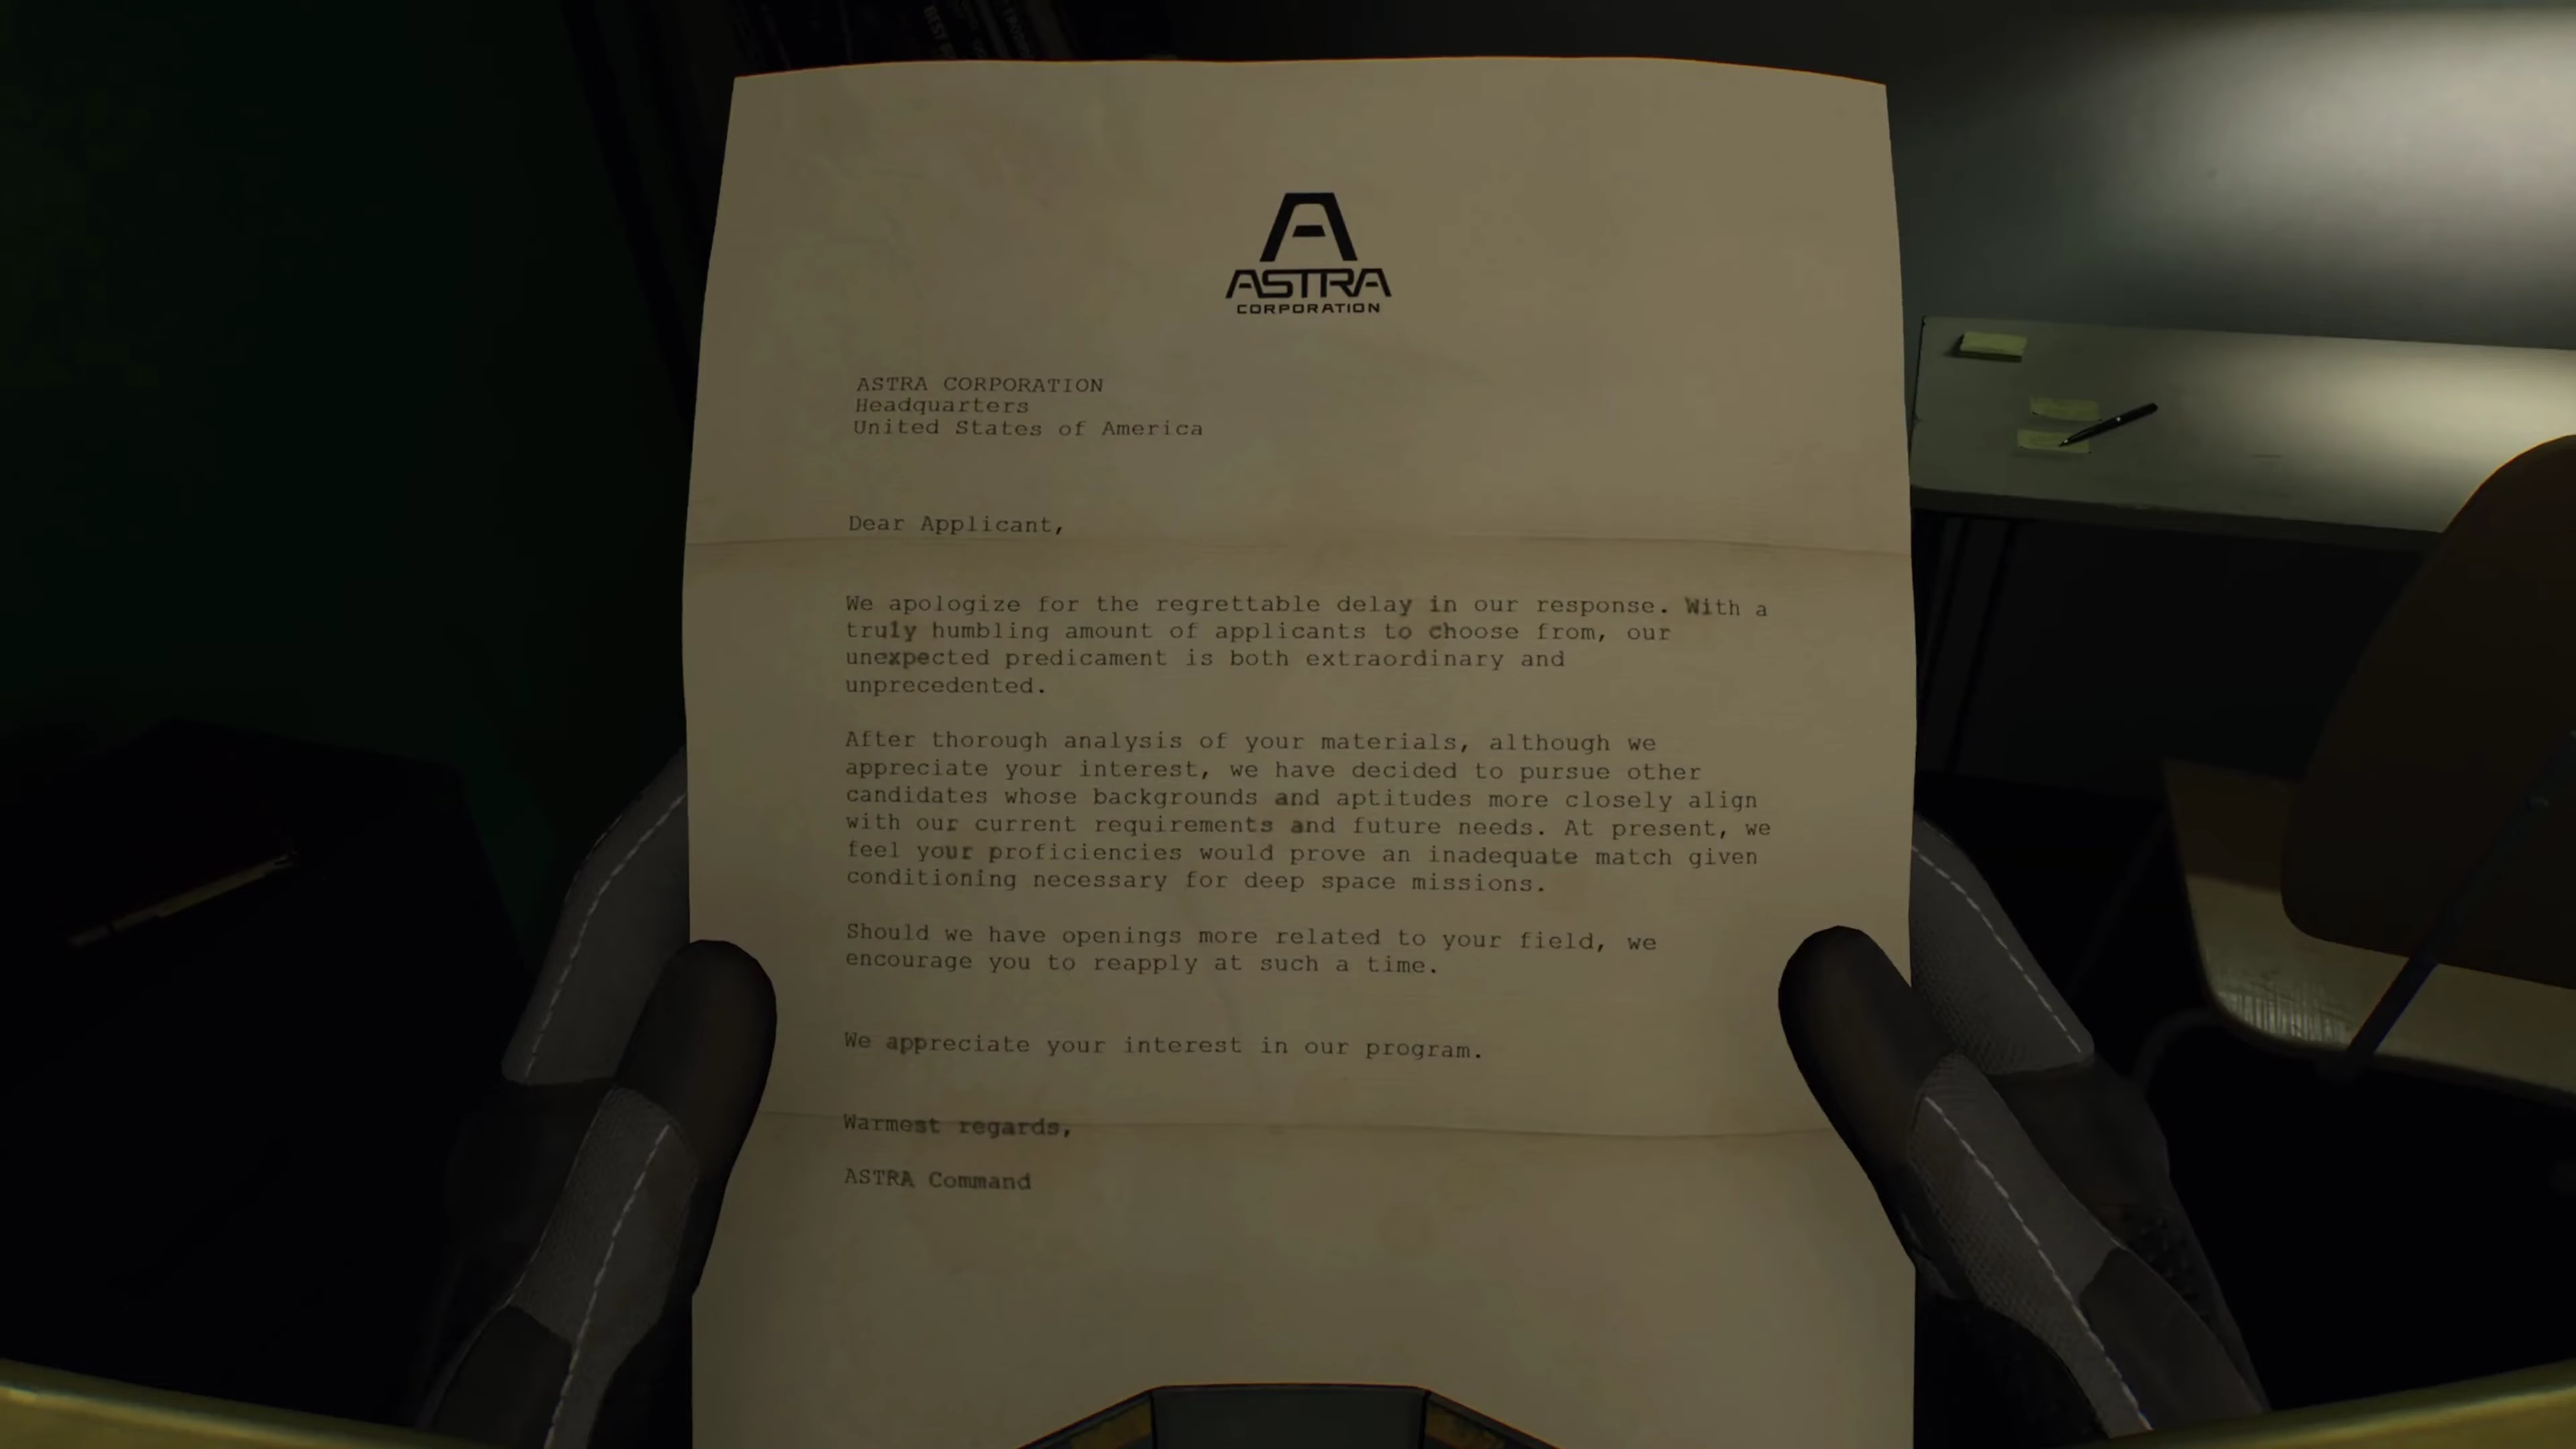 BEST
A
ASTRA
CORPORATION
ASTRA CORPORATION
Headquarters
United States of America
Dear Applicant,
We apologize for the regrettable delay in our response. With a
truly humbling amount of applicants to choose from, our
unexpected predicament is both extraordinary and
unprecedented.
After thorough analysis of your materials, although we
appreciate your interest, we have decided to pursue other
candidates whose backgrounds and aptitudes more closely align
with our current requirements and future needs. At present, we
feel your proficiencies would prove an inadequate match given
conditioning necessary for deep space missions.
Should we have openings more related to your field, we
encourage you to reapply at such a time.
We appreciate your interest in our program.
Warmest regards,
ASTRA Command